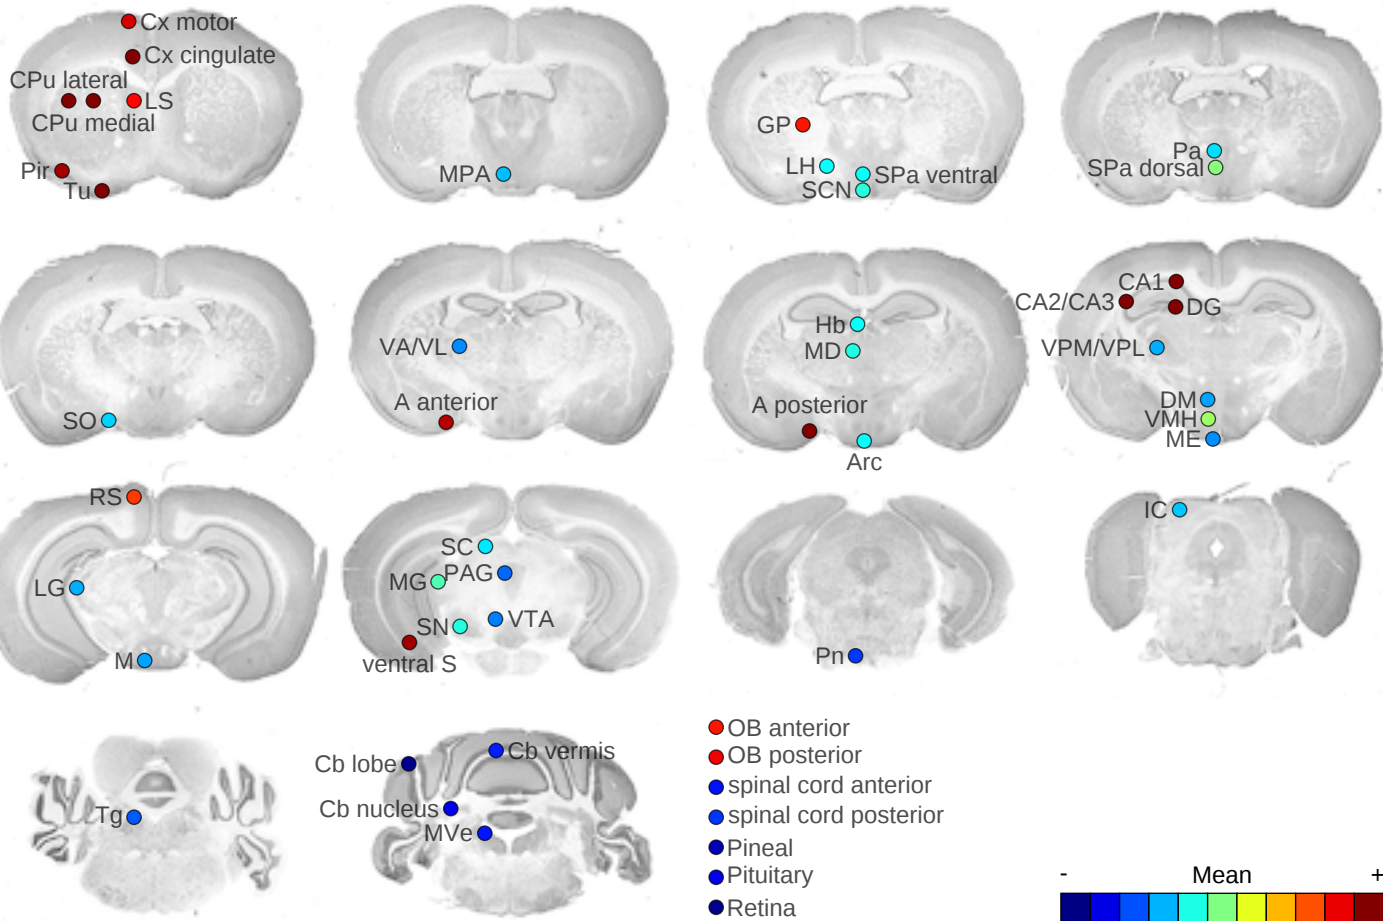 Cx motor
Cx cingulate
CPu lateral
LS
CPu medial
Pir
Tu
MPA
GP
LH
SPa ventral
SCN
Pa
SPa dorsal
SO
VA/VL
A anterior
Hb
MD
A posterior
Arc
CA1
CA2/CA3
DG
VPM/VPL
DM
VMH
ME
RS
LG
M
SC
PAG
MG
SN
VTA
ventral S
Pn
IC
Tg
Cb lobe
Cb vermis
Cb nucleus
MVe
OB anterior
OB posterior
spinal cord anterior
spinal cord posterior
Pineal
Pituitary
Retina
- Mean +